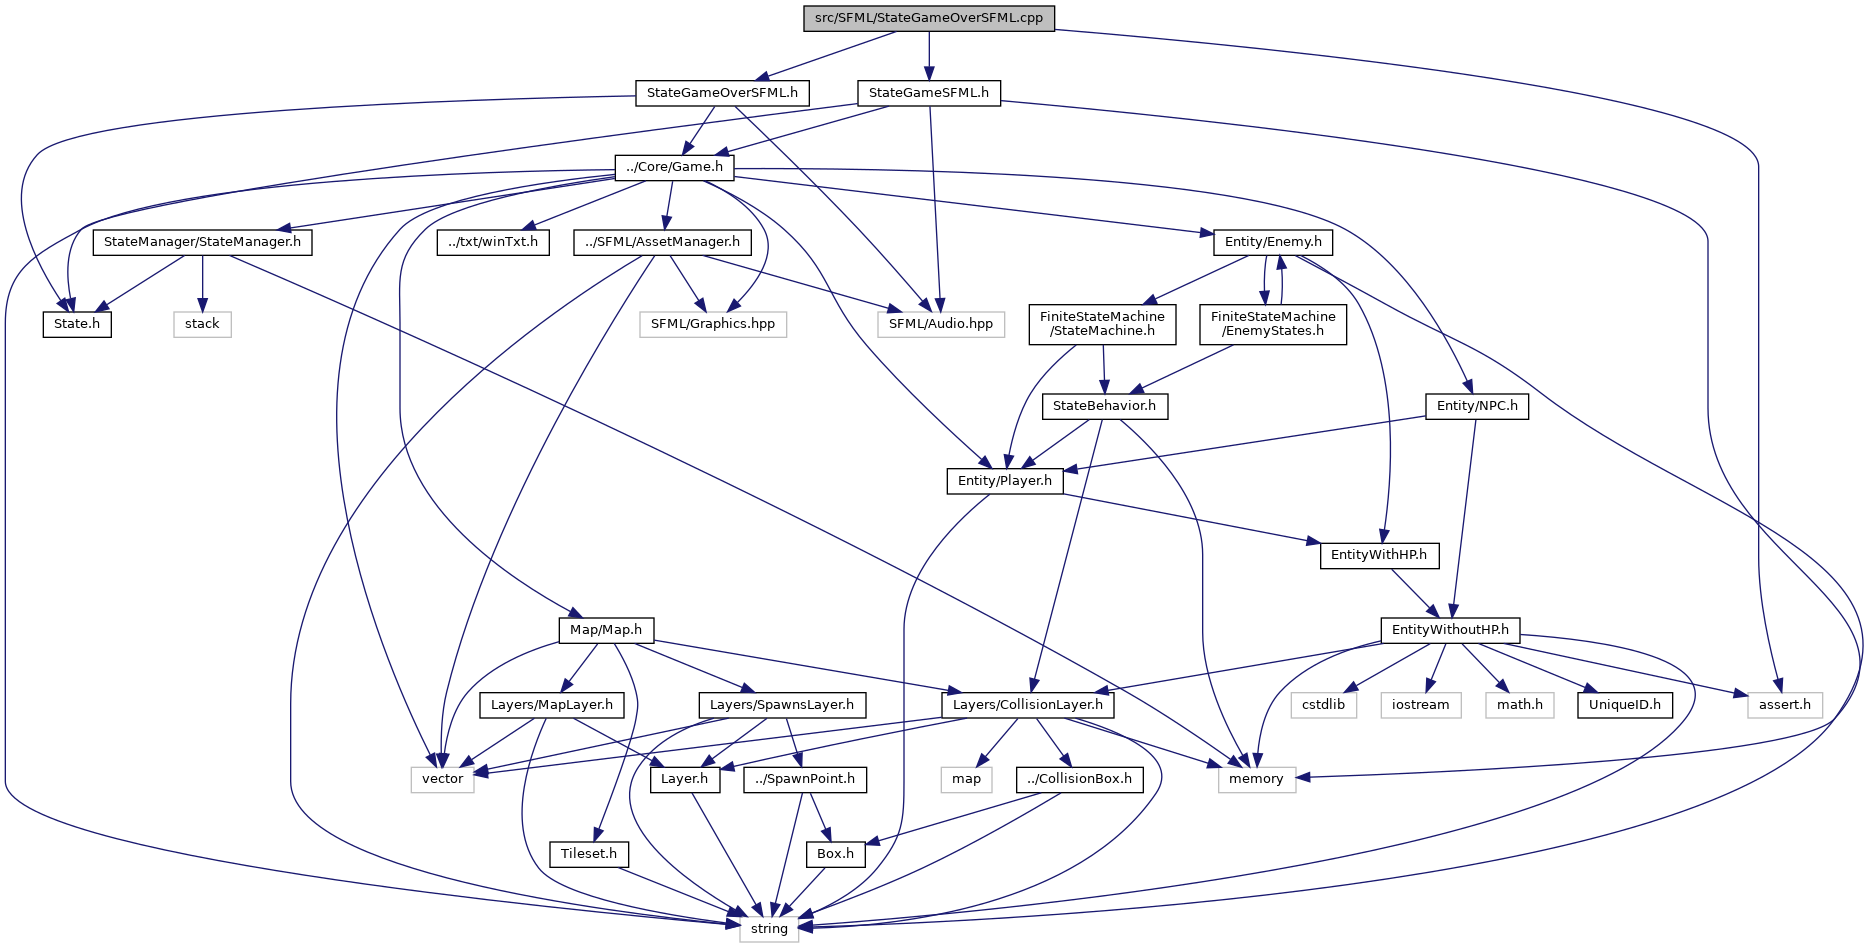 src/SFML/StateGameOverSFML.cpp
StateGameOverSFML.h
StateGameSFML.h
../Core/Game.h
StateManager/StateManager.h
../txt/winTxt.h
../SFML/AssetManager.h
Entity/Enemy.h
State.h
stack
SFML/Graphics.hpp
SFML/Audio.hpp
FiniteStateMachine
/StateMachine.h
FiniteStateMachine
/EnemyStates.h
StateBehavior.h
Entity/NPC.h
Entity/Player.h
EntityWithHP.h
Map/Map.h
EntityWithoutHP.h
Layers/MapLayer.h
Layers/SpawnsLayer.h
Layers/CollisionLayer.h
cstdlib
iostream
math.h
UniqueID.h
assert.h
vector
Layer.h
../SpawnPoint.h
map
../CollisionBox.h
memory
Tileset.h
Box.h
string